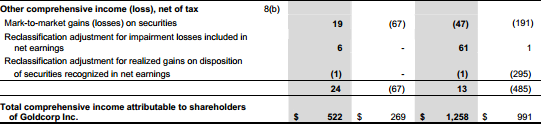 Other comprehensive income (loss), net of tax 8(b)
Mark-to-market gains (losses) on securities 19 (67) (47) (191)
Reclassification adjustment for impairment losses included in
net earnings 6 - 61 1
Reclassification adjustment for realized gains on disposition
of securities recognized in net earnings (1) - (1) (295)
24 (67) 13 (485)
Total comprehensive income attributable to shareholders
of Goldcorp Inc. $ 522 $ 269 $ 1,258 $ 991